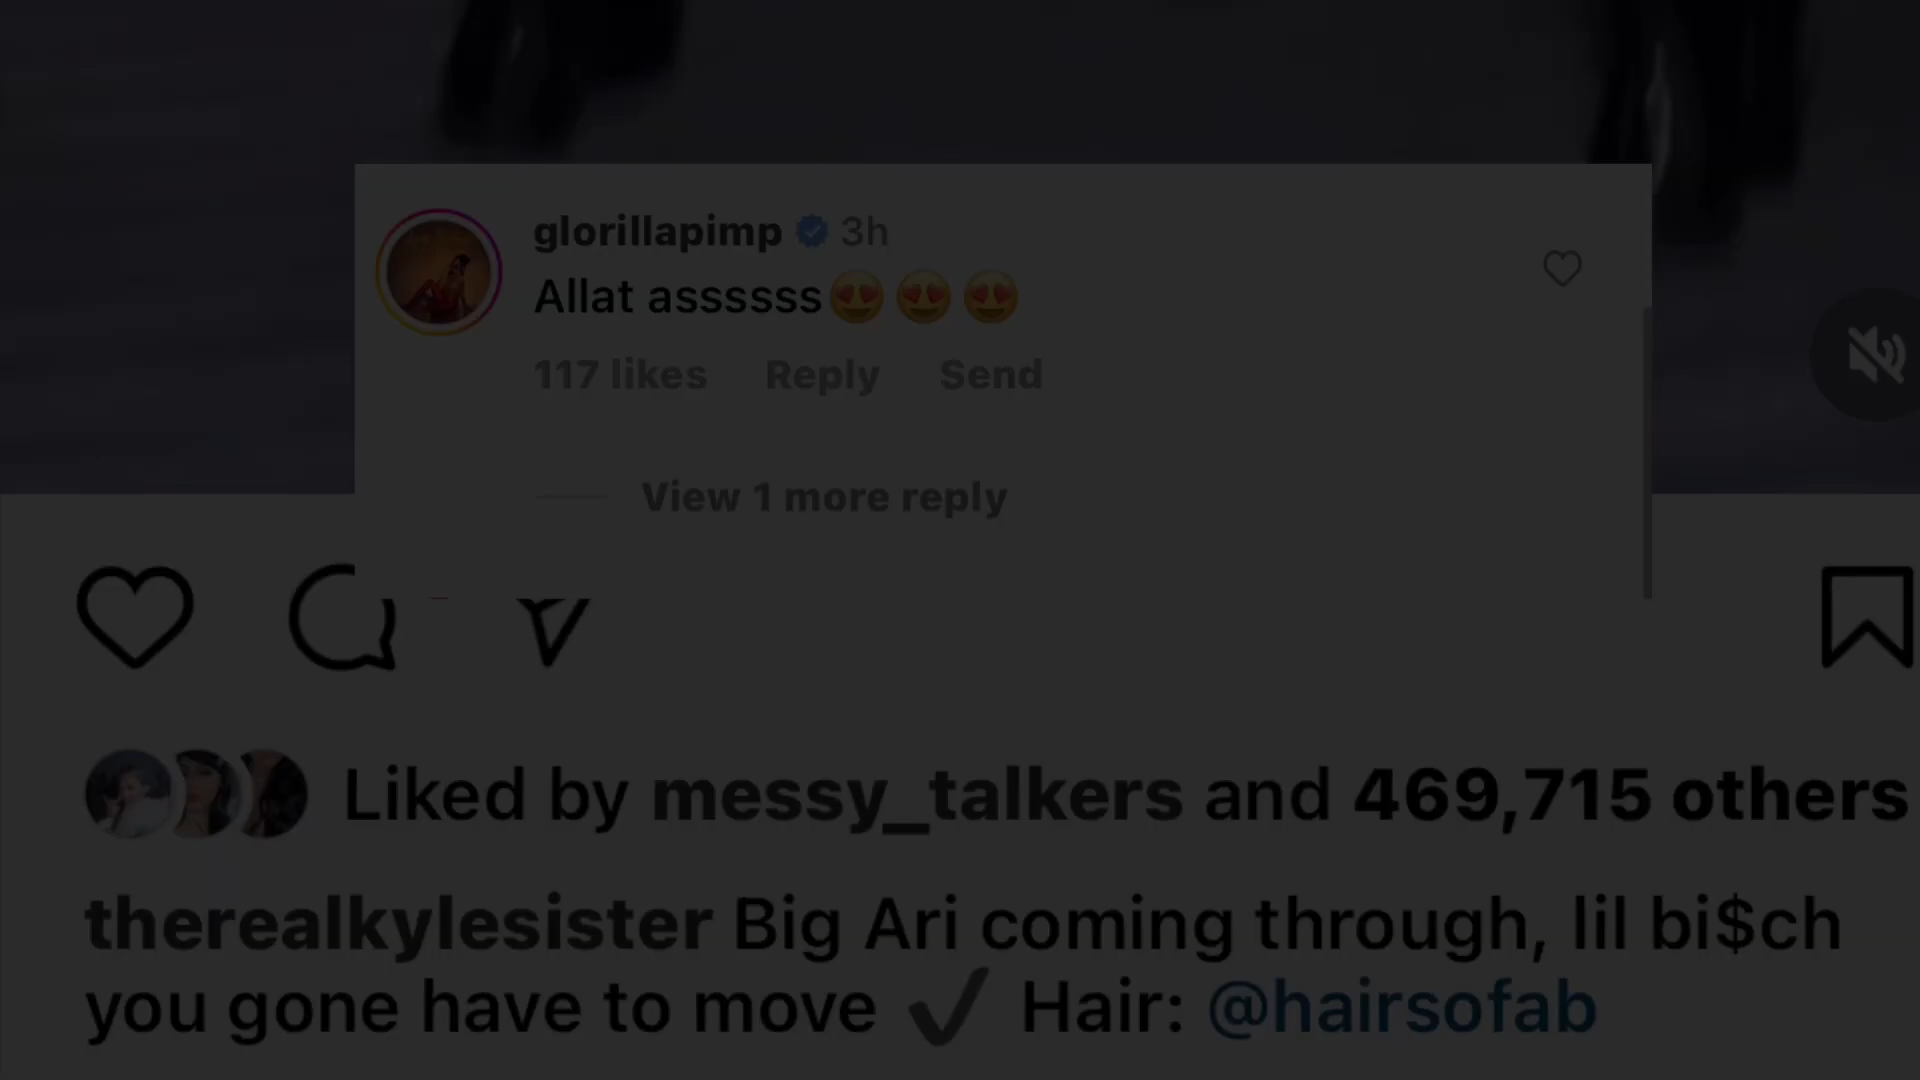 glorillapimp 3h
Allat assssss😍😍😍
117 likes Reply Send
View 1 more reply
Liked by messy_talkers and 469,715 others
therealkylesister Big Ari coming through, lil bi$ch
you gone have to move ✔ Hair: @hairsofab